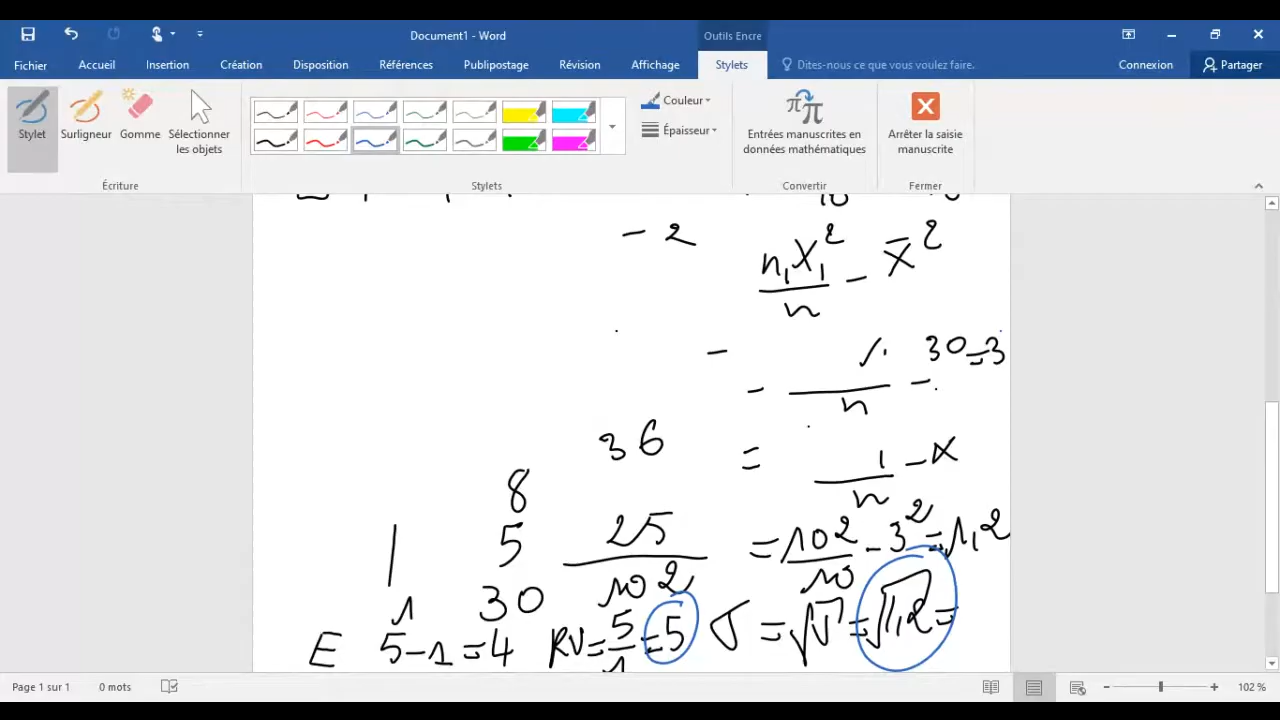 Document1 - Word
Outils Encre
Fichier Accueil Insertion Création Disposition Références Publipostage Révision Affichage Stylets Dites-nous ce que vous voulez faire. Connexion Partager
Stylet Surligneur Gomme Sélectionner les objets
Couleur
Épaisseur
Entrées manuscrites en données mathématiques
Arrêter la saisie manuscrite
Écriture Stylets Convertir Fermer
- 2
n₁X₁² / n - X̄²
30=3
n
36
= 1 / n - x
8
1 5 25 = 102 / 10 - 3² = 1,2
1 30 102
E 5-1=4 RV= 5/1 =5 σ =√V =√1,2 =
Page 1 sur 1 0 mots 102 %